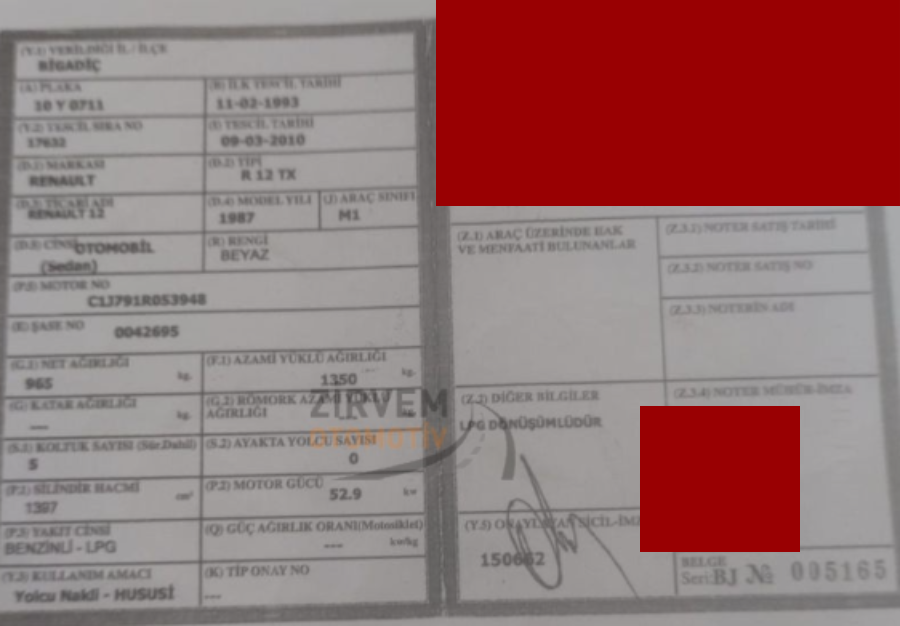 (Y.1) VERİLDİĞİ İL / İLÇE
BİGADİÇ
(A) PLAKA
10 Y 0711
(B) İLK TESCİL TARİHİ
11-02-1993
(Y.2) TESCİL SIRA NO
17632
(I) TESCİL TARİHİ
09-03-2010
(D.1) MARKASI
RENAULT
(D.2) TİPİ
R 12 TX
(D.3) TİCARİ ADI
RENAULT 12
(D.4) MODEL YILI
1987
(J) ARAÇ SINIFI
M1
(D.5) CİNSİ OTOMOBİL
(Sedan)
(R) RENGİ
BEYAZ
(P.5) MOTOR NO
C1J791R053948
(E) ŞASE NO
0042695
(G.1) NET AĞIRLIĞI
965 kg.
(F.1) AZAMİ YÜKLÜ AĞIRLIĞI
1350 kg.
(G) KATAR AĞIRLIĞI
--- kg.
(G.2) RÖMORK AZAMİ YÜKLÜ
AĞIRLIĞI kg.
(S.1) KOLTUK SAYISI (Sür.Dahil)
5
(S.2) AYAKTA YOLCU SAYISI
0
(P.1) SİLİNDİR HACMİ
1397 cm³
(P.2) MOTOR GÜCÜ
52.9 kw
(P.3) YAKIT CİNSİ
BENZİNLİ - LPG
(Q) GÜÇ AĞIRLIK ORANI(Motosiklet)
--- kw/kg
(Y.3) KULLANIM AMACI
Yolcu Nakli - HUSUSİ
(K) TİP ONAY NO
---
ZİRVEM
OTOMOTİV
(Z.1) ARAÇ ÜZERİNDE HAK
VE MENFAATİ BULUNANLAR
(Z.3.1) NOTER SATIŞ TARİHİ
(Z.3.2) NOTER SATIŞ NO
(Z.3.3) NOTERİN ADI
(Z.2) DİĞER BİLGİLER
LPG DÖNÜŞÜMLÜDÜR
(Z.3.4) NOTER MÜHÜR-İMZA
(Y.5)
150662
BELGE
Seri:BJ № 095165